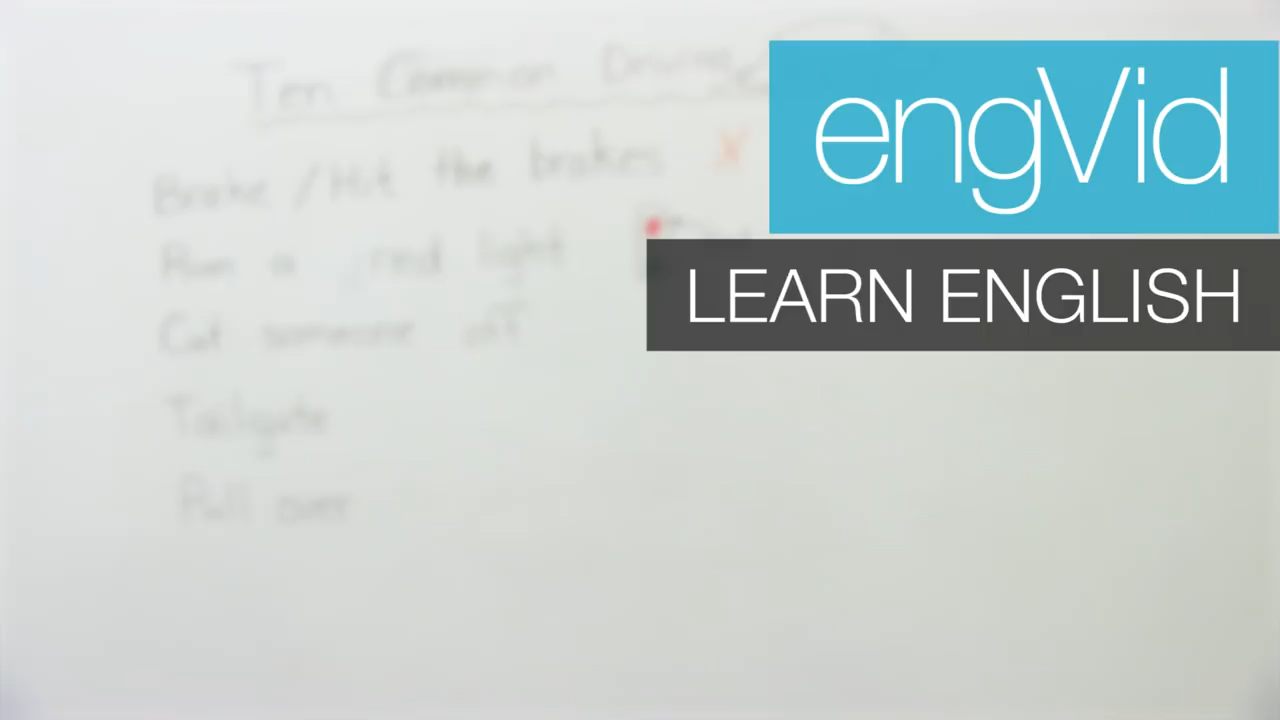 Ten Common Driving
engVid
Brake / Hit the brakes X
Run a red light
LEARN ENGLISH
Cut someone off
Tailgate
Pull over